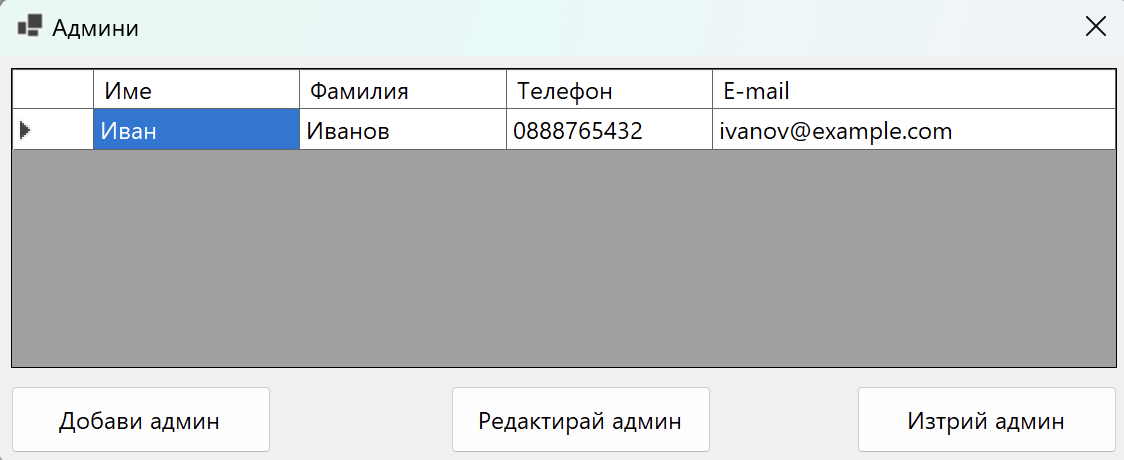 Админи
Име Фамилия Телефон E-mail
Иван Иванов 0888765432 ivanov@example.com
Добави админ Редактирай админ Изтрий админ